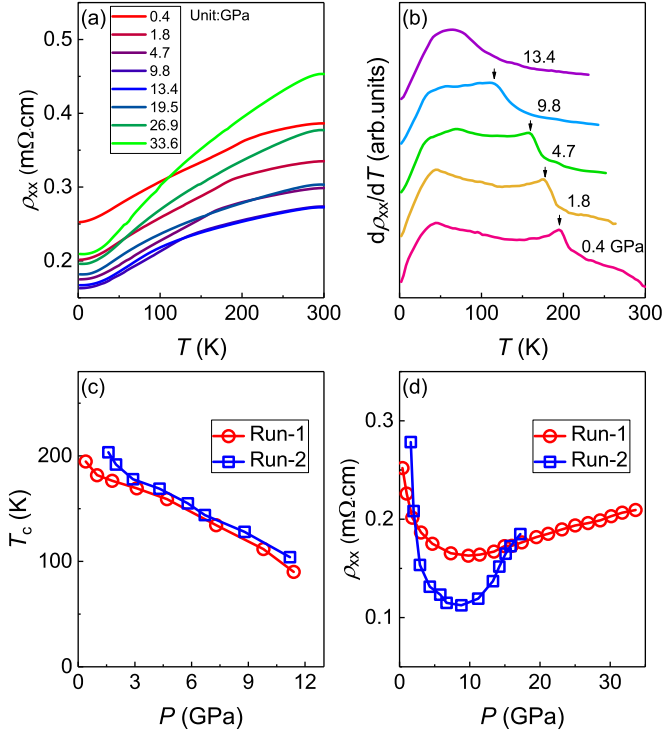 (a)
Unit:GPa
0.4
1.8
4.7
9.8
13.4
19.5
26.9
33.6
0.5
0.4
0.3
0.2
ρxx (mΩ.cm)
0 100 200 300
T (K)
(b)
13.4
9.8
4.7
1.8
0.4 GPa
dρxx/dT (arb.units)
0 100 200 300
T (K)
(c)
Run-1
Run-2
200
100
0
Tc (K)
0 3 6 9 12
P (GPa)
(d)
Run-1
Run-2
0.3
0.2
0.1
ρxx (mΩ.cm)
0 10 20 30
P (GPa)